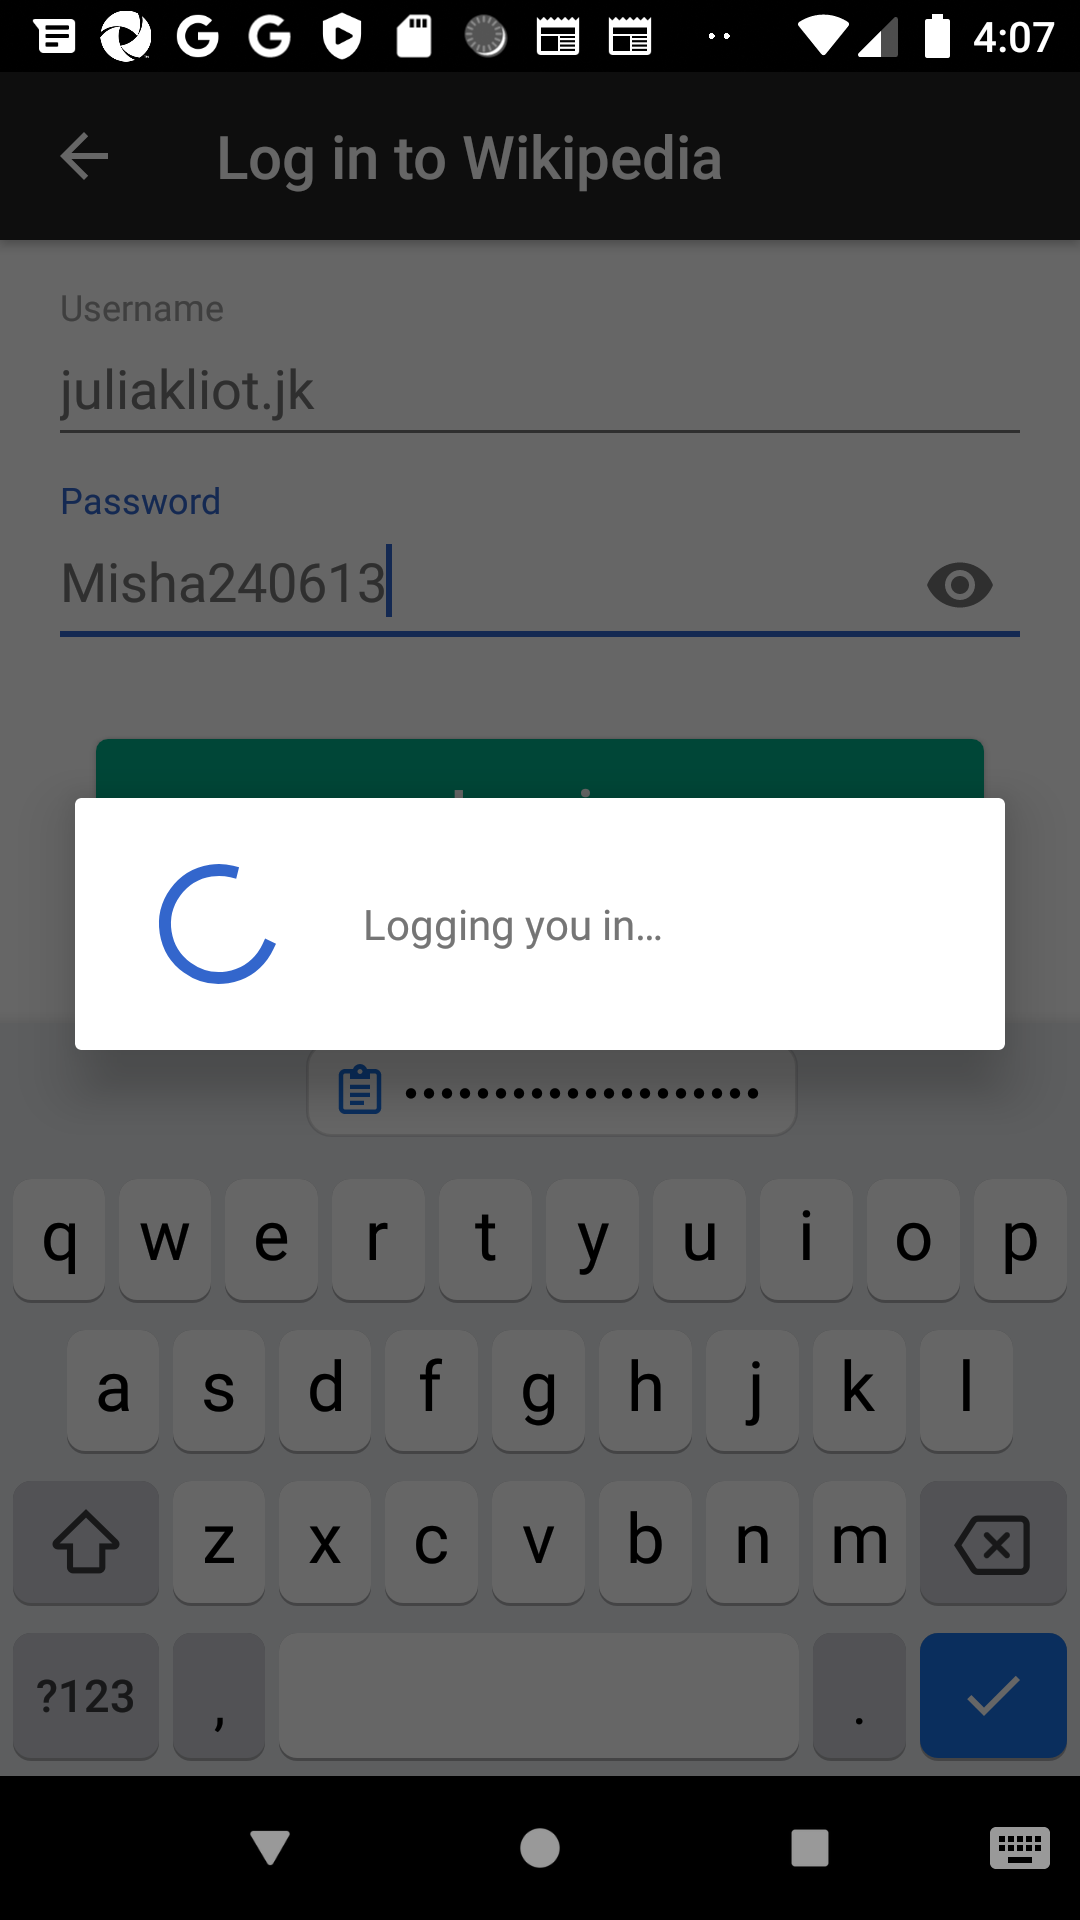 4:07
Log in to Wikipedia
Username
juliakliot.jk
Password
Misha240613
Logging you in…
•••••••••••••••••••• 
q w e r t y u i o p
a s d f g h j k l
z x c v b n m
?123 , .